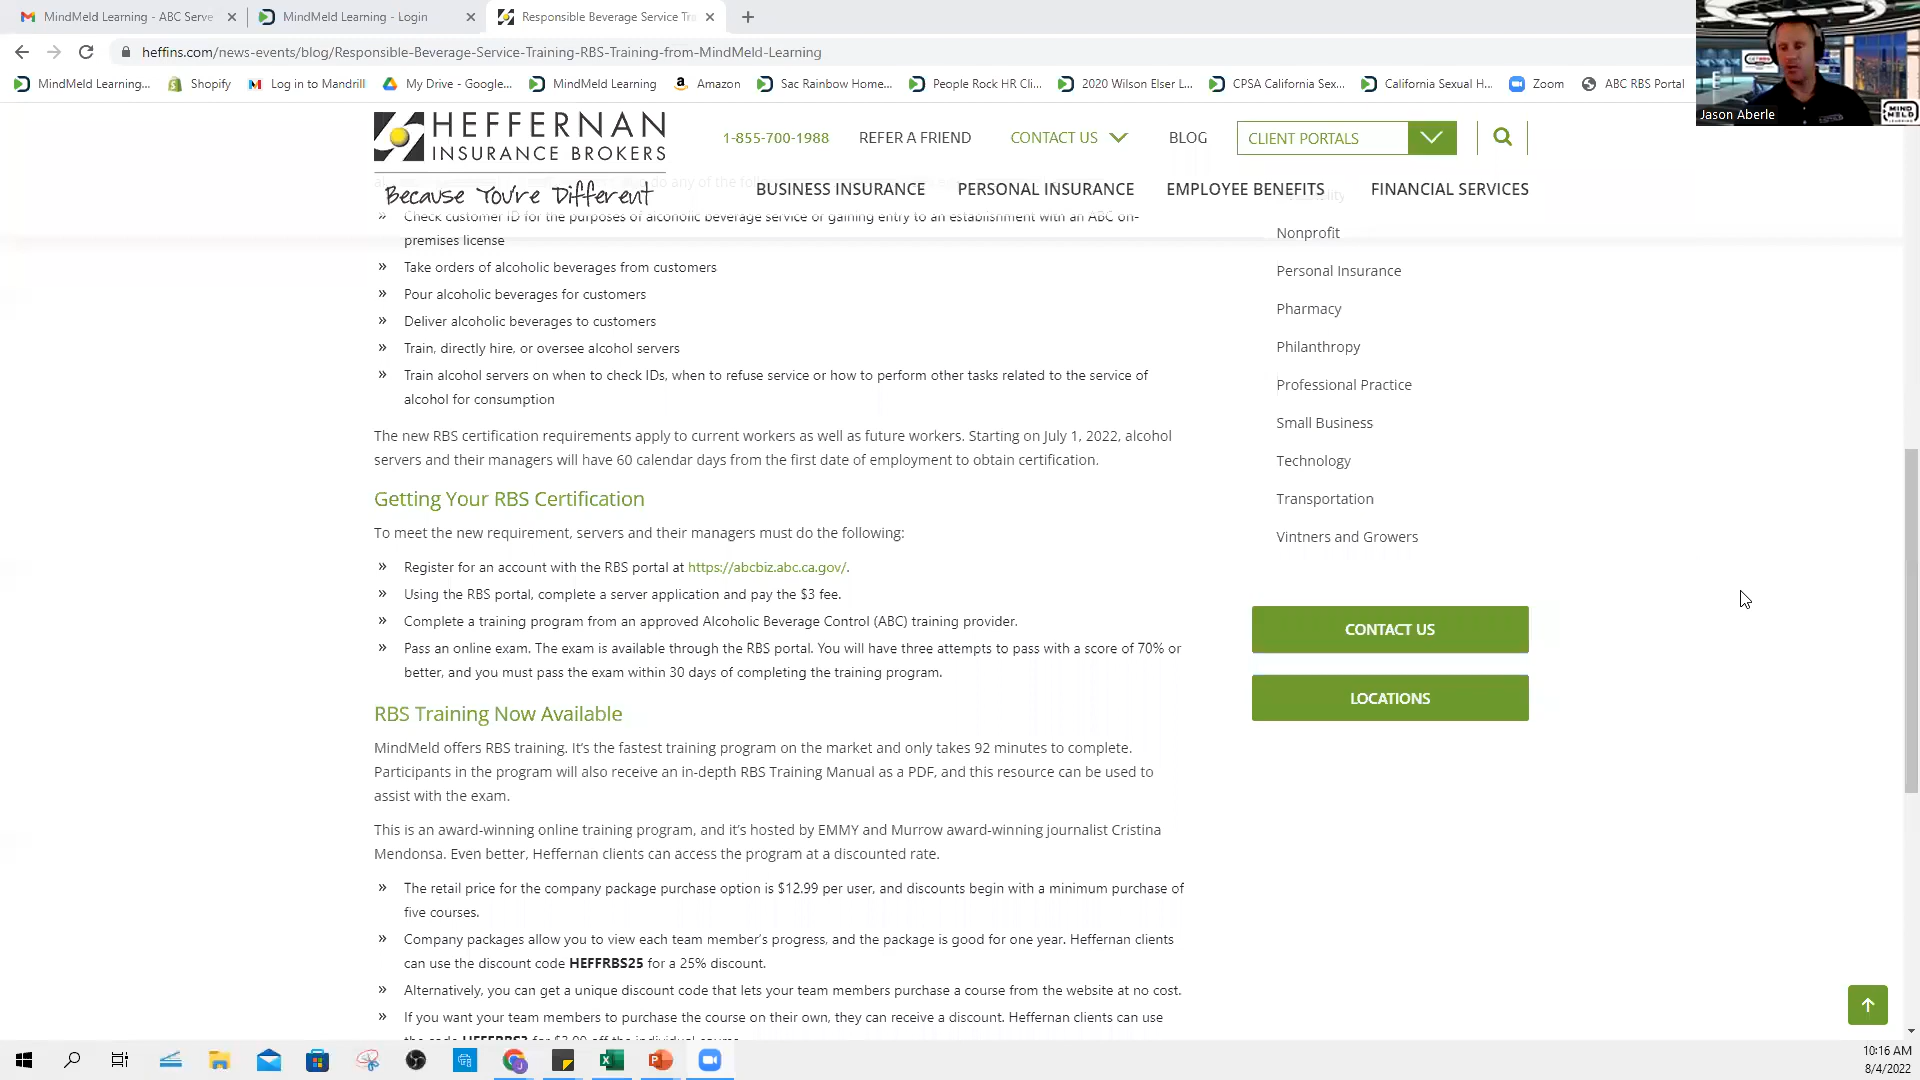 MindMeld Learning - ABC Serve
MindMeld Learning - Login
Responsible Beverage Service Tra
heffins.com/news-events/blog/Responsible-Beverage-Service-Training-RBS-Training-from-MindMeld-Learning
MindMeld Learning...
Shopify
Log in to Mandrill
My Drive - Google...
MindMeld Learning
Amazon
Sac Rainbow Home...
People Rock HR Cli...
2020 Wilson Elser L...
CPSA California Sex...
California Sexual H...
Zoom
ABC RBS Portal
Jason Aberle
MIND
MELD
HEFFERNAN
INSURANCE BROKERS
Because You're Different
1-855-700-1988
REFER A FRIEND
CONTACT US
BLOG
CLIENT PORTALS
BUSINESS INSURANCE
PERSONAL INSURANCE
EMPLOYEE BENEFITS
FINANCIAL SERVICES
do any of the
» Check customer ID for the purposes of alcoholic beverage service or gaining entry to an establishment with an ABC on-
premises license
» Take orders of alcoholic beverages from customers
» Pour alcoholic beverages for customers
» Deliver alcoholic beverages to customers
» Train, directly hire, or oversee alcohol servers
» Train alcohol servers on when to check IDs, when to refuse service or how to perform other tasks related to the service of
alcohol for consumption
The new RBS certification requirements apply to current workers as well as future workers. Starting on July 1, 2022, alcohol
servers and their managers will have 60 calendar days from the first date of employment to obtain certification.
Getting Your RBS Certification
To meet the new requirement, servers and their managers must do the following:
» Register for an account with the RBS portal at https://abcbiz.abc.ca.gov/.
» Using the RBS portal, complete a server application and pay the $3 fee.
» Complete a training program from an approved Alcoholic Beverage Control (ABC) training provider.
» Pass an online exam. The exam is available through the RBS portal. You will have three attempts to pass with a score of 70% or
better, and you must pass the exam within 30 days of completing the training program.
RBS Training Now Available
MindMeld offers RBS training. It's the fastest training program on the market and only takes 92 minutes to complete.
Participants in the program will also receive an in-depth RBS Training Manual as a PDF, and this resource can be used to
assist with the exam.
This is an award-winning online training program, and it's hosted by EMMY and Murrow award-winning journalist Cristina
Mendonsa. Even better, Heffernan clients can access the program at a discounted rate.
» The retail price for the company package purchase option is $12.99 per user, and discounts begin with a minimum purchase of
five courses.
» Company packages allow you to view each team member's progress, and the package is good for one year. Heffernan clients
can use the discount code HEFFRBS25 for a 25% discount.
» Alternatively, you can get a unique discount code that lets your team members purchase a course from the website at no cost.
» If you want your team members to purchase the course on their own, they can receive a discount. Heffernan clients can use
the code HEFFRBS3 for $3.00 off the individual course.
Nonprofit
Personal Insurance
Pharmacy
Philanthropy
Professional Practice
Small Business
Technology
Transportation
Vintners and Growers
CONTACT US
LOCATIONS
10:16 AM
8/4/2022